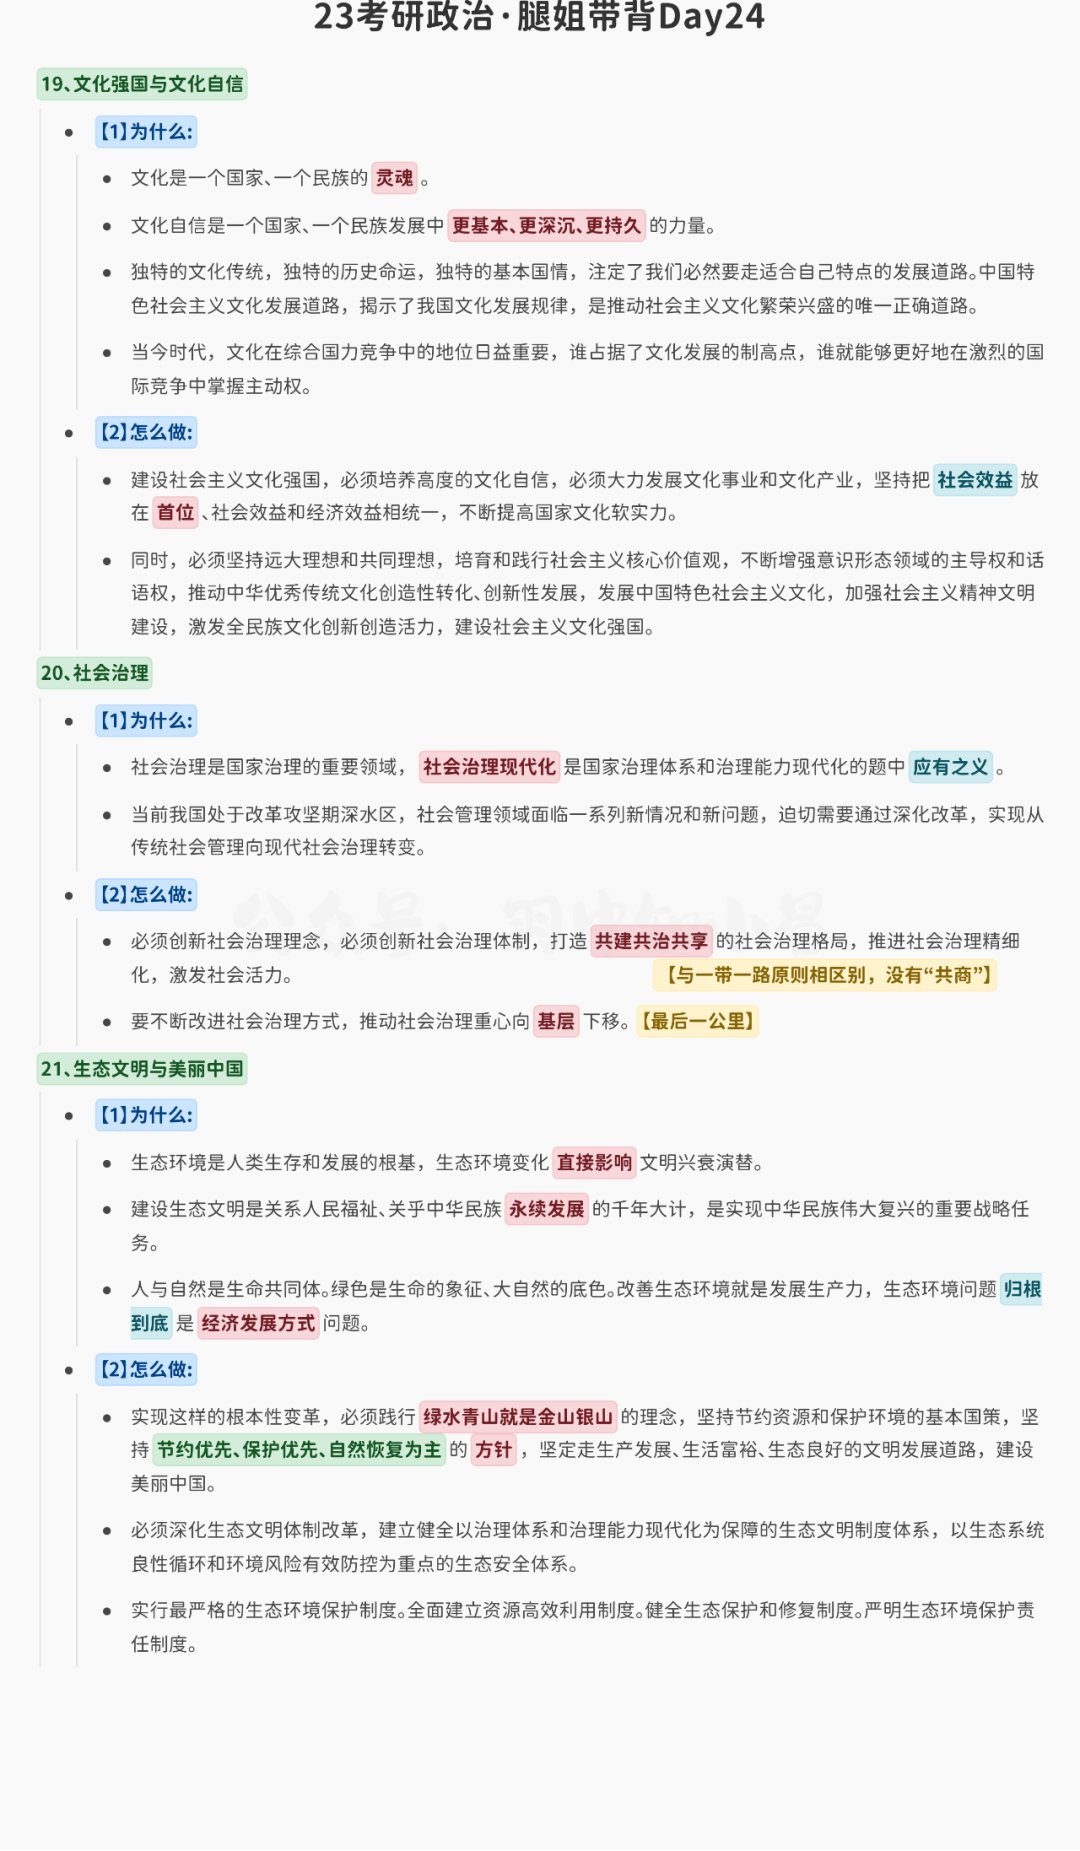 23考研政治·腿姐带背Day24
19、文化强国与文化自信
【1】为什么:
文化是一个国家、一个民族的 灵魂 。
文化自信是一个国家、一个民族发展中 更基本、更深沉、更持久 的力量。
独特的文化传统，独特的历史命运，独特的基本国情，注定了我们必然要走适合自己特点的发展道路。中国特
色社会主义文化发展道路，揭示了我国文化发展规律，是推动社会主义文化繁荣兴盛的唯一正确道路。
当今时代，文化在综合国力竞争中的地位日益重要，谁占据了文化发展的制高点，谁就能够更好地在激烈的国
际竞争中掌握主动权。
【2】怎么做:
建设社会主义文化强国，必须培养高度的文化自信，必须大力发展文化事业和文化产业，坚持把 社会效益 放
在 首位 、社会效益和经济效益相统一，不断提高国家文化软实力。
同时，必须坚持远大理想和共同理想，培育和践行社会主义核心价值观，不断增强意识形态领域的主导权和话
语权，推动中华优秀传统文化创造性转化、创新性发展，发展中国特色社会主义文化，加强社会主义精神文明
建设，激发全民族文化创新创造活力，建设社会主义文化强国。
20、社会治理
【1】为什么:
社会治理是国家治理的重要领域， 社会治理现代化 是国家治理体系和治理能力现代化的题中 应有之义 。
当前我国处于改革攻坚期深水区，社会管理领域面临一系列新情况和新问题，迫切需要通过深化改革，实现从
传统社会管理向现代社会治理转变。
【2】怎么做:
必须创新社会治理理念，必须创新社会治理体制，打造 共建共治共享 的社会治理格局，推进社会治理精细
化，激发社会活力。 【与一带一路原则相区别，没有“共商”】
要不断改进社会治理方式，推动社会治理重心向 基层 下移。【最后一公里】
21、生态文明与美丽中国
【1】为什么:
生态环境是人类生存和发展的根基，生态环境变化 直接影响 文明兴衰演替。
建设生态文明是关系人民福祉、关乎中华民族 永续发展 的千年大计，是实现中华民族伟大复兴的重要战略任
务。
人与自然是生命共同体。绿色是生命的象征、大自然的底色。改善生态环境就是发展生产力，生态环境问题 归根
到底 是 经济发展方式 问题。
【2】怎么做:
实现这样的根本性变革，必须践行 绿水青山就是金山银山 的理念，坚持节约资源和保护环境的基本国策，坚
持 节约优先、保护优先、自然恢复为主 的 方针 ，坚定走生产发展、生活富裕、生态良好的文明发展道路，建设
美丽中国。
必须深化生态文明体制改革，建立健全以治理体系和治理能力现代化为保障的生态文明制度体系，以生态系统
良性循环和环境风险有效防控为重点的生态安全体系。
实行最严格的生态环境保护制度。全面建立资源高效利用制度。健全生态保护和修复制度。严明生态环境保护责
任制度。